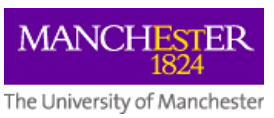 MANCHESTER
1824
The University of Manchester